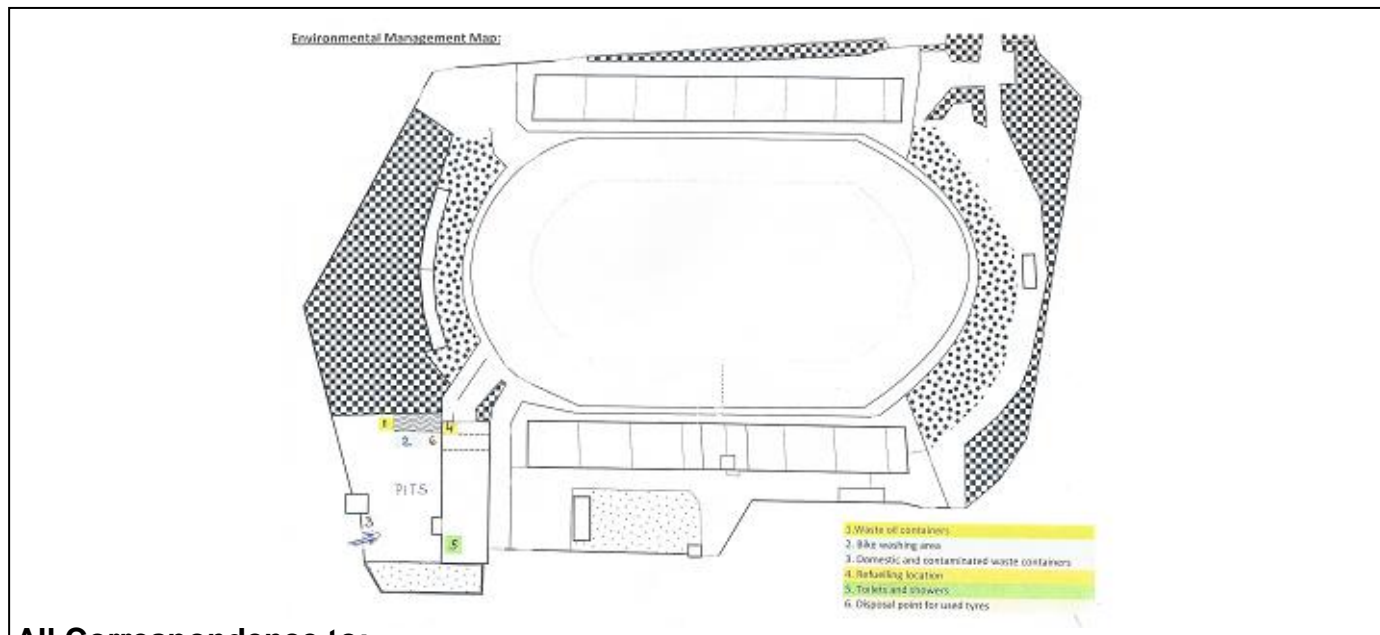 Environmental Management Map:
1
4
2 6
PITS
3
5
1.Waste oil containers
2. Bike washing area
3. Domestic and contaminated waste containers
4. Refuelling location
5. Toilets and showers
6. Disposal point for used tyres
All Correspondence to: